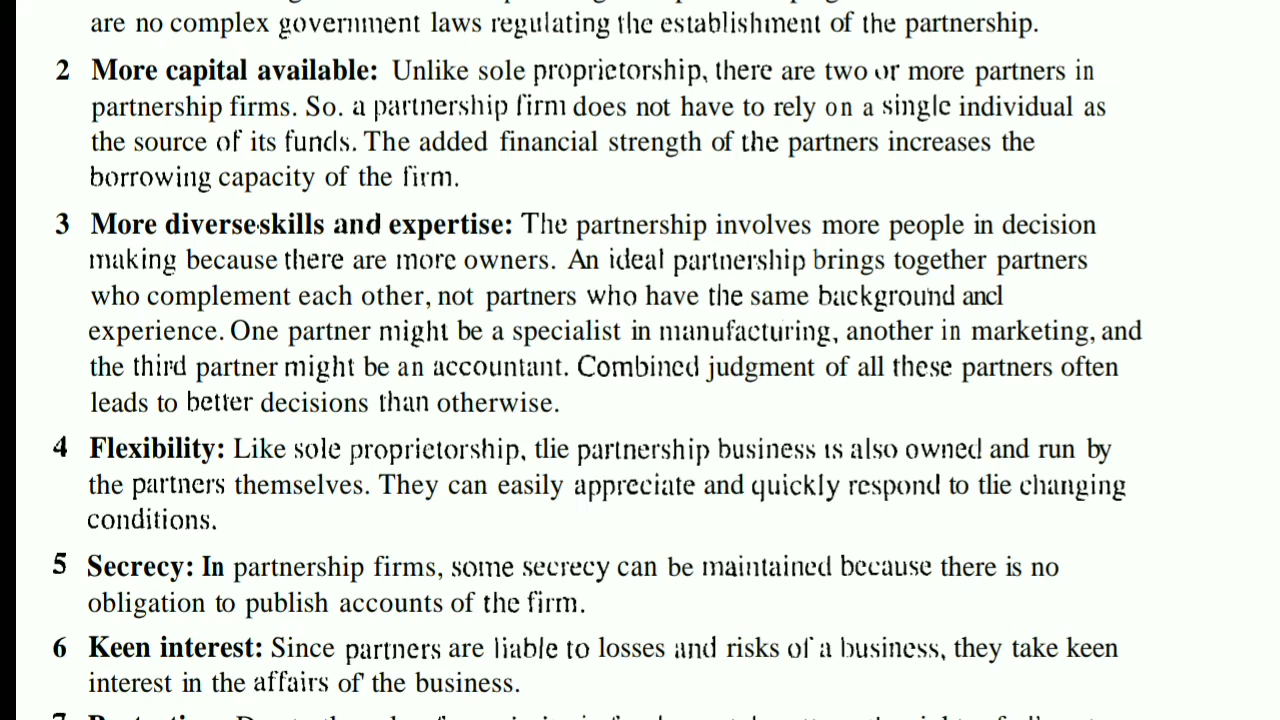 are no complex government laws regulating the establishment of the partnership.
2 More capital available: Unlike sole proprietorship, there are two or more partners in
partnership firms. So. a partnership firm does not have to rely on a single individual as
the source of its funds. The added financial strength of the partners increases the
borrowing capacity of the firm.
3 More diverse skills and expertise: The partnership involves more people in decision
making because there are more owners. An ideal partnership brings together partners
who complement each other, not partners who have the same background and
experience. One partner might be a specialist in manufacturing, another in marketing, and
the third partner might be an accountant. Combined judgment of all these partners often
leads to better decisions than otherwise.
4 Flexibility: Like sole proprietorship, tlie partnership business is also owned and run by
the partners themselves. They can easily appreciate and quickly respond to tlie changing
conditions.
5 Secrecy: In partnership firms, some secrecy can be maintained because there is no
obligation to publish accounts of the firm.
6 Keen interest: Since partners are liable to losses and risks of a business, they take keen
interest in the affairs of the business.